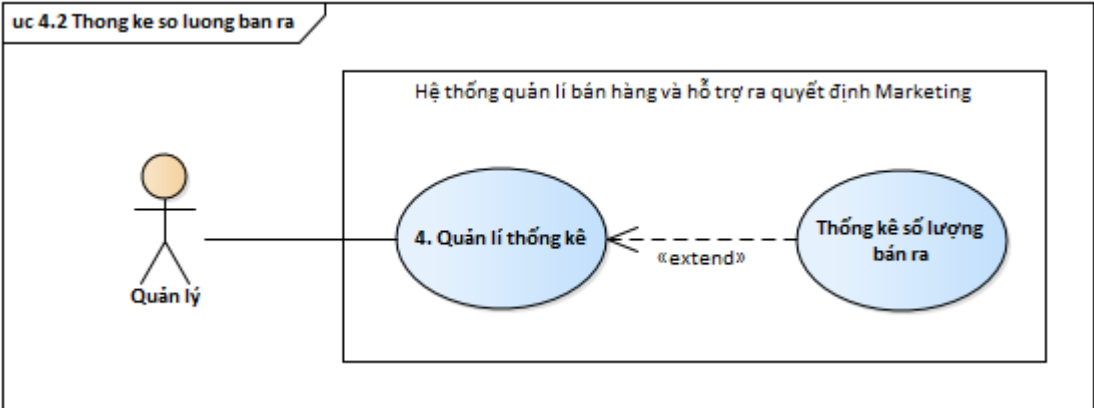 uc 4.2 Thong ke so luong ban ra
Hệ thống quản lí bán hàng và hỗ trợ ra quyết định Marketing
4. Quản lí thống kê
«extend»
Thống kê số lượng
bán ra
Quản lý